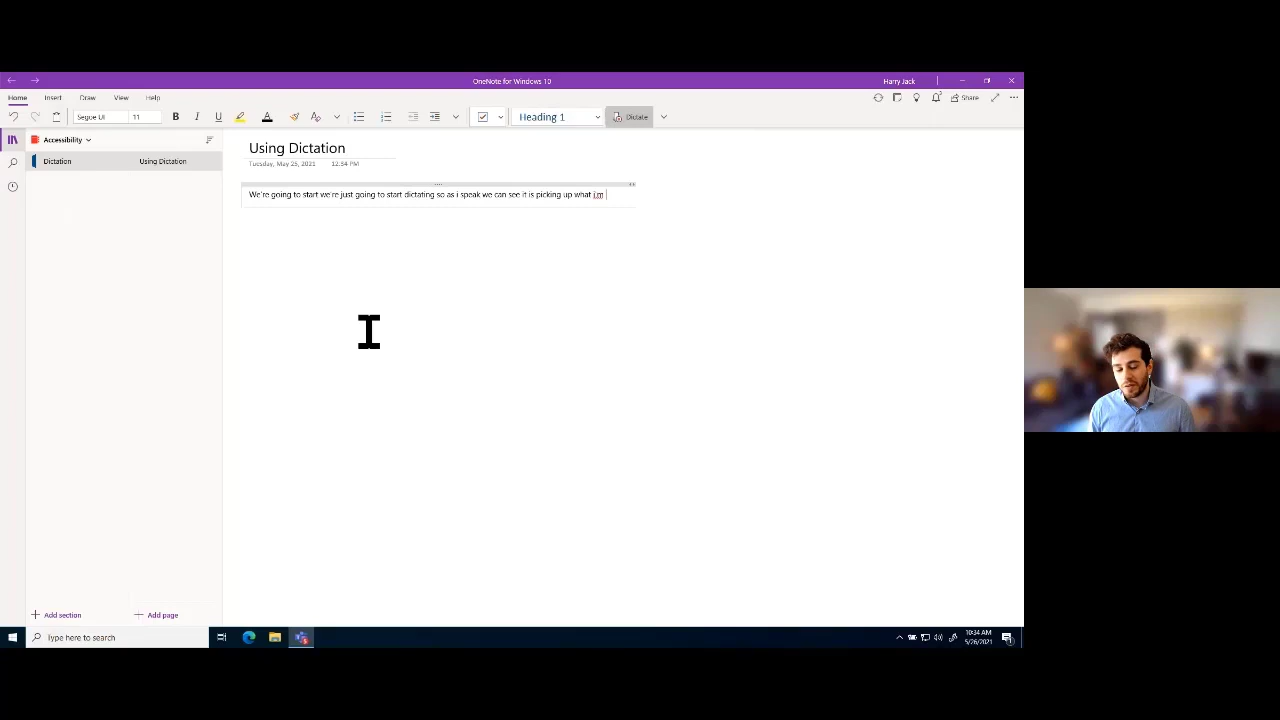 OneNote for Windows 10
Harry Jack
Home Insert Draw View Help
Share
Segoe UI 11 B I U A Heading 1 Dictate
Accessibility
Dictation
Using Dictation
Using Dictation
Tuesday, May 25, 2021 12:34 PM
We're going to start we're just going to start dictating so as i speak we can see it is picking up what i'm
Add section
Add page
Type here to search
10:34 AM
5/26/2021